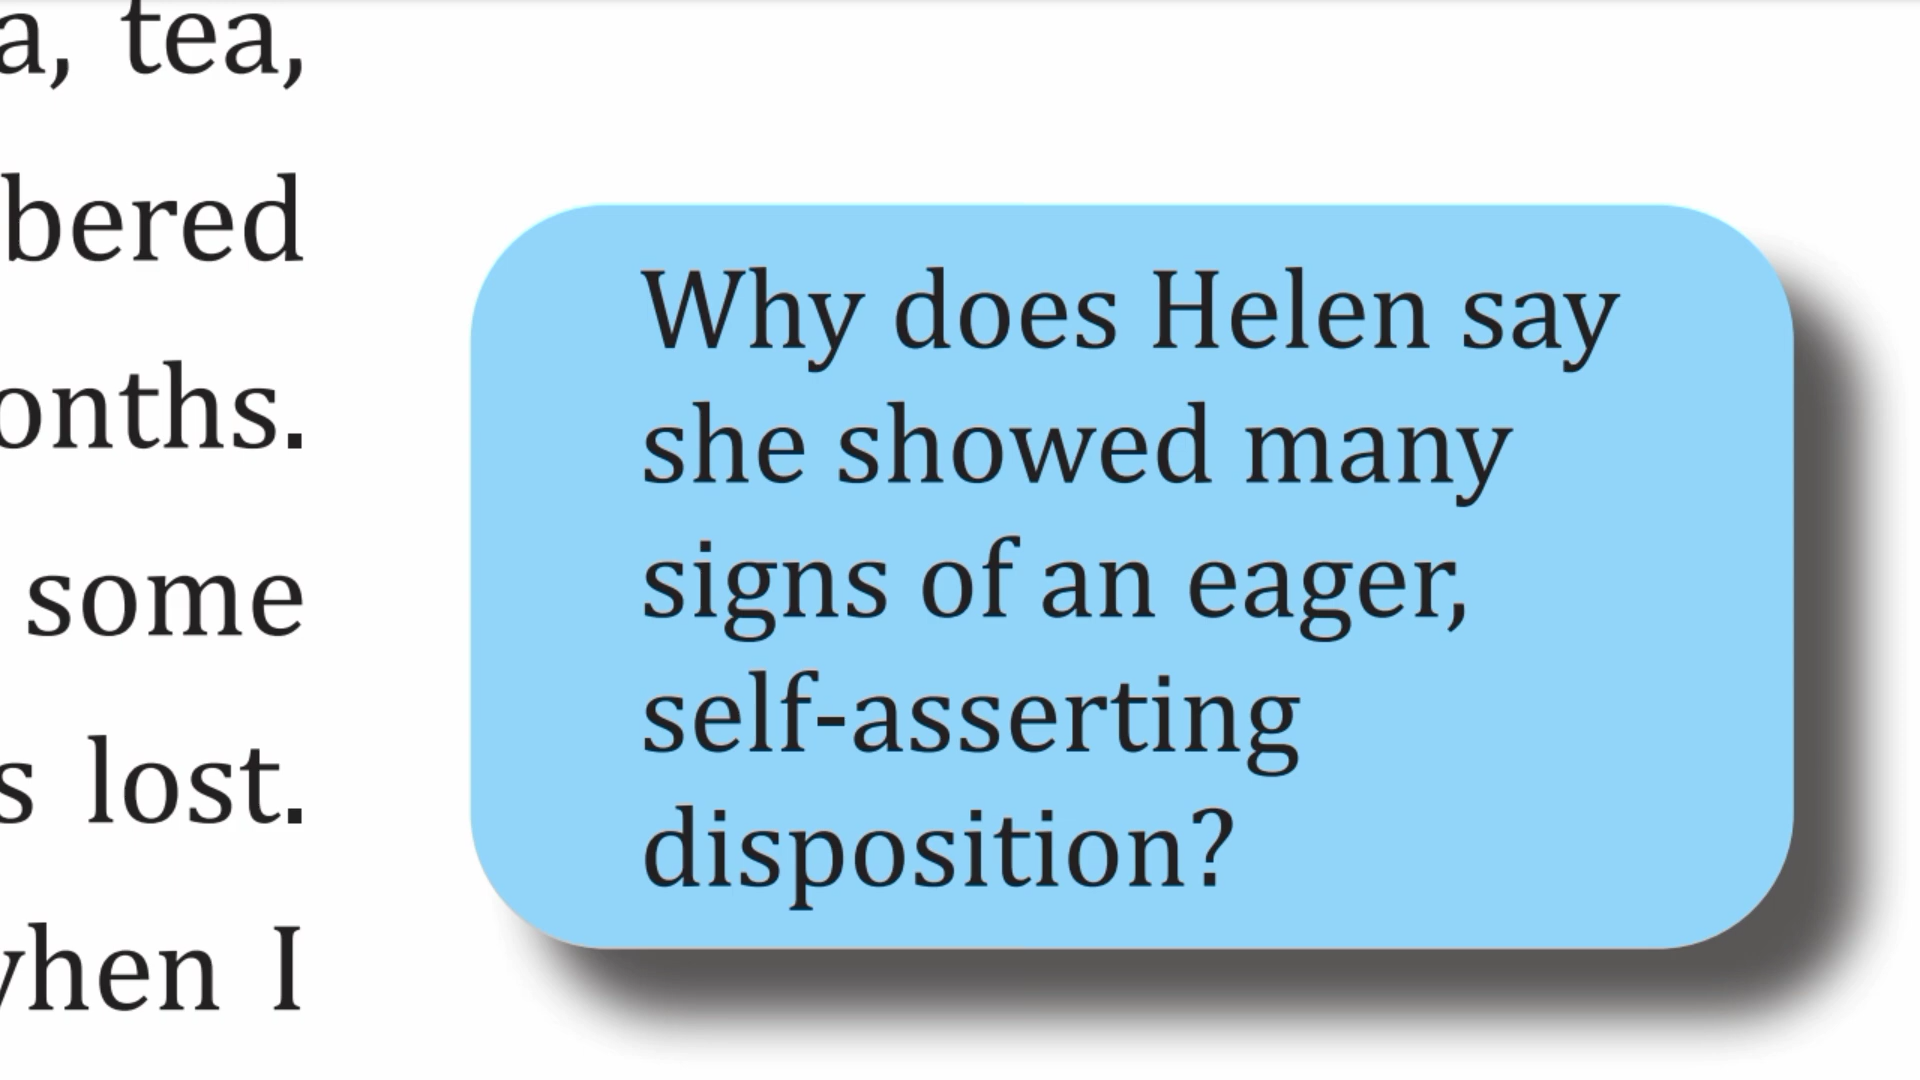 a, tea,
bered
onths.
some
s lost.
when I
Why does Helen say
she showed many
signs of an eager,
self-asserting
disposition?